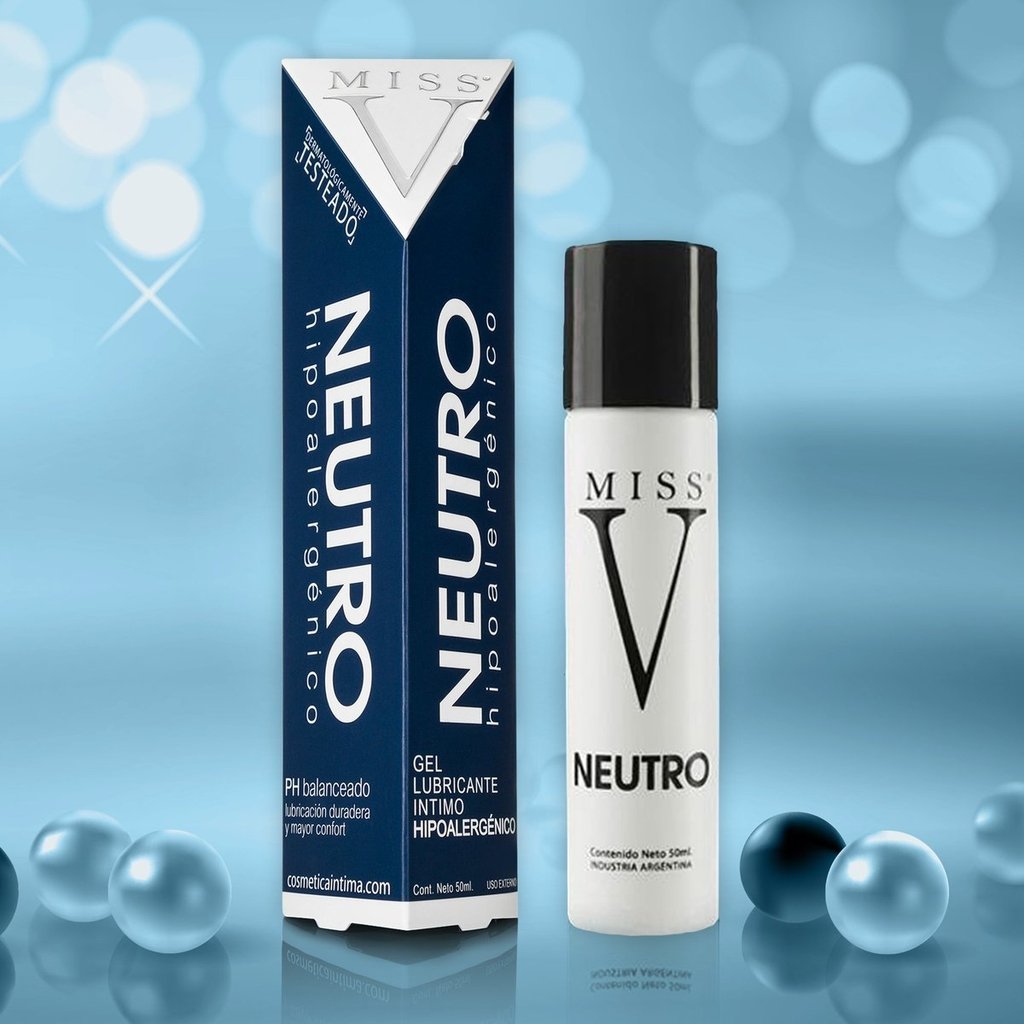 MISS
V
DERMATOLÓGICAMENTE
TESTEADO
NEUTRO
hipoalergénico
PH balanceado
lubricación duradera
y mayor confort
cosmeticaintima.com
NEUTRO
hipoalergénico
GEL
LUBRICANTE
INTIMO
HIPOALERGÉNICO
Cont. Neto 50ml. USO EXTERNO
MISS
V
NEUTRO
Contenido Neto 50ml.
INDUSTRIA ARGENTINA